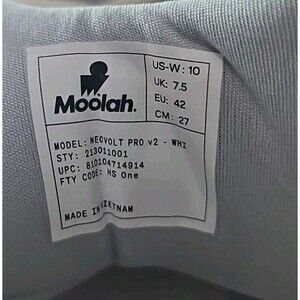 Moolah.
US-W: 10
UK: 7.5
EU: 42
CM: 27
MODEL: NEOVOLT PRO v2 - WHI
STY: 213011001
UPC: 810104714914
FTY CODE: HS One
MADE IN VIETNAM